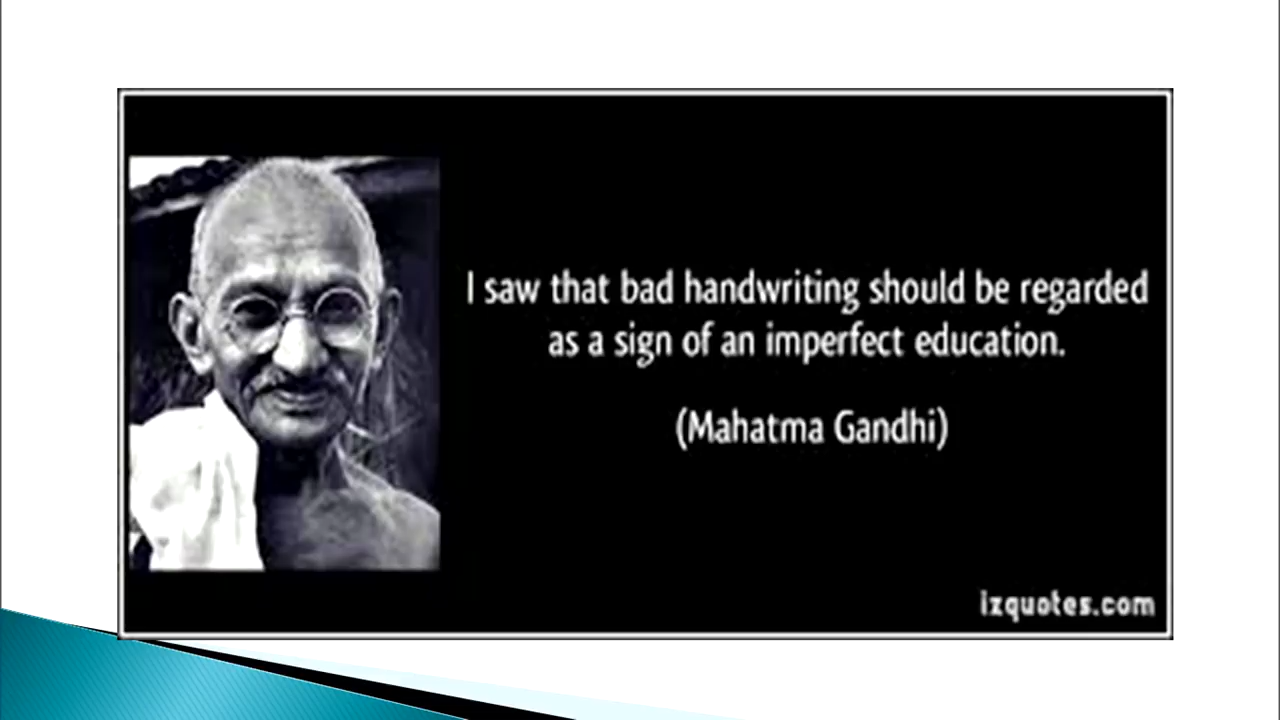 I saw that bad handwriting should be regarded
as a sign of an imperfect education.
(Mahatma Gandhi)
izquotes.com